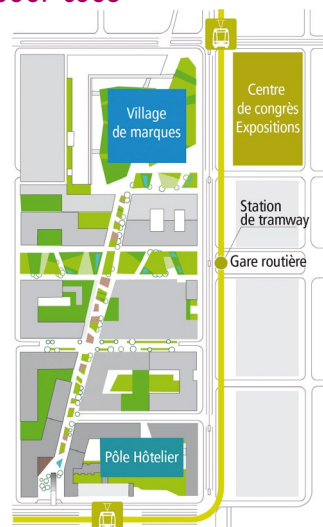 Village
de marques
Centre
de congrès
Expositions
Station
de tramway
Gare routière
Pôle Hôtelier